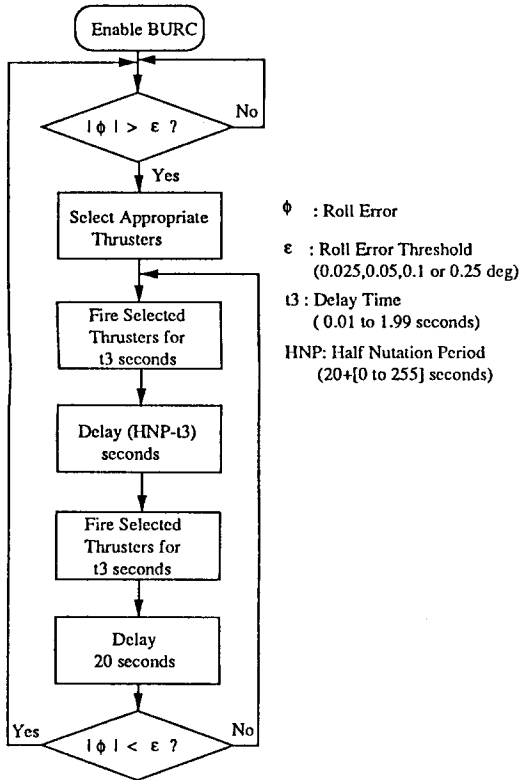 Enable BURC
No
| ϕ | > ε ?
Yes
Select Appropriate
Thrusters
Fire Selected
Thrusters for
t3 seconds
Delay (HNP-t3)
seconds
Fire Selected
Thrusters for
t3 seconds
Delay
20 seconds
Yes
No
| ϕ | < ε ?
ϕ : Roll Error
ε : Roll Error Threshold
(0.025,0.05,0.1 or 0.25 deg)
t3 : Delay Time
( 0.01 to 1.99 seconds)
HNP: Half Nutation Period
(20+[0 to 255] seconds)